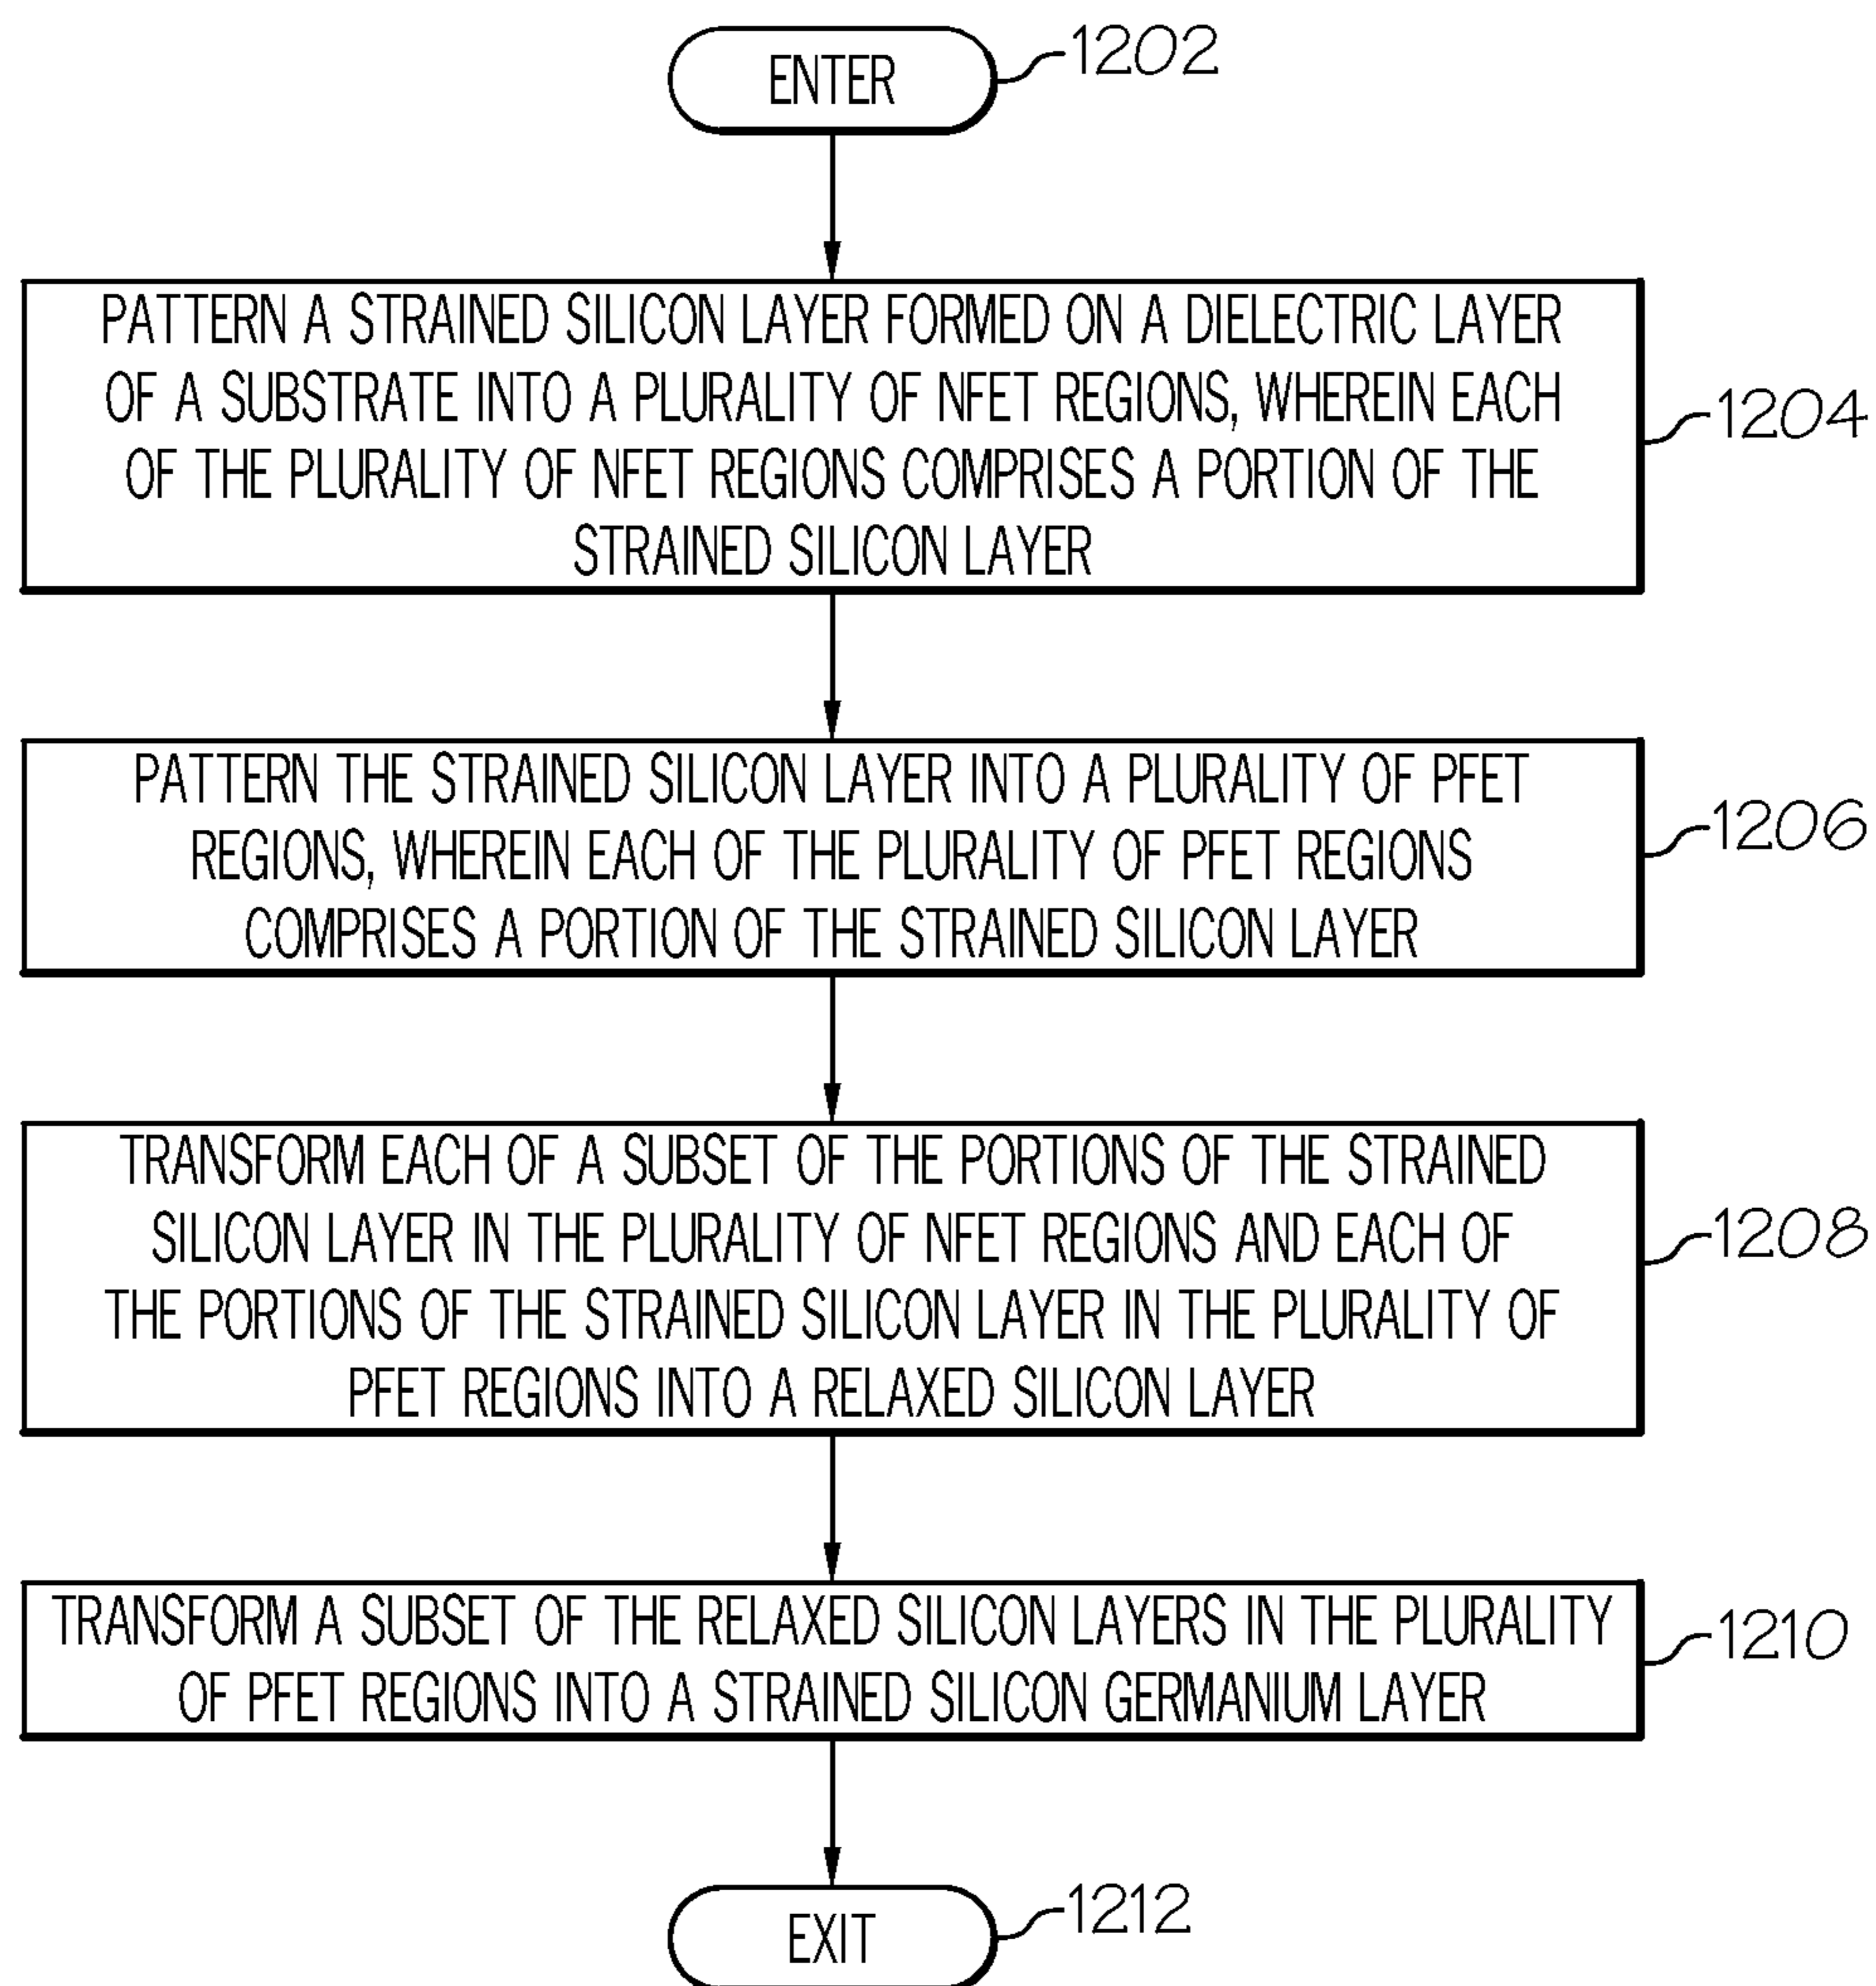 ENTER
1202
PATTERN A STRAINED SILICON LAYER FORMED ON A DIELECTRIC LAYER
OF A SUBSTRATE INTO A PLURALITY OF NFET REGIONS, WHEREIN EACH
OF THE PLURALITY OF NFET REGIONS COMPRISES A PORTION OF THE
STRAINED SILICON LAYER
1204
PATTERN THE STRAINED SILICON LAYER INTO A PLURALITY OF PFET
REGIONS, WHEREIN EACH OF THE PLURALITY OF PFET REGIONS
COMPRISES A PORTION OF THE STRAINED SILICON LAYER
1206
TRANSFORM EACH OF A SUBSET OF THE PORTIONS OF THE STRAINED
SILICON LAYER IN THE PLURALITY OF NFET REGIONS AND EACH OF
THE PORTIONS OF THE STRAINED SILICON LAYER IN THE PLURALITY OF
PFET REGIONS INTO A RELAXED SILICON LAYER
1208
TRANSFORM A SUBSET OF THE RELAXED SILICON LAYERS IN THE PLURALITY
OF PFET REGIONS INTO A STRAINED SILICON GERMANIUM LAYER
1210
EXIT
1212